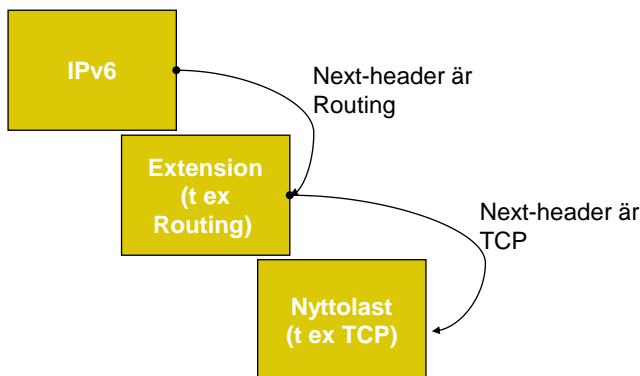 IPv6
Next-header är
Routing
Extension
(t ex
Routing)
Next-header är
TCP
Nyttolast
(t ex TCP)